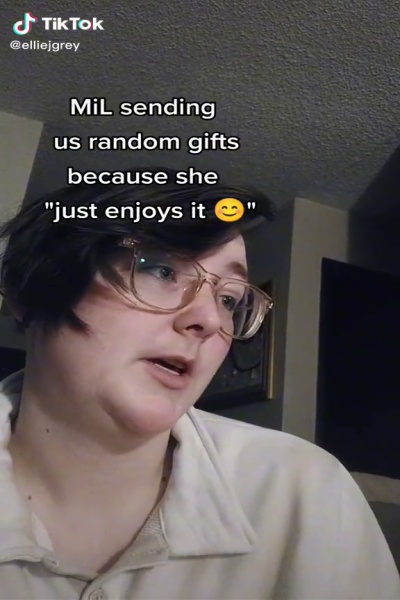 TikTok
@elliejgrey
MiL sending
us random gifts
because she
"just enjoys it 😊"